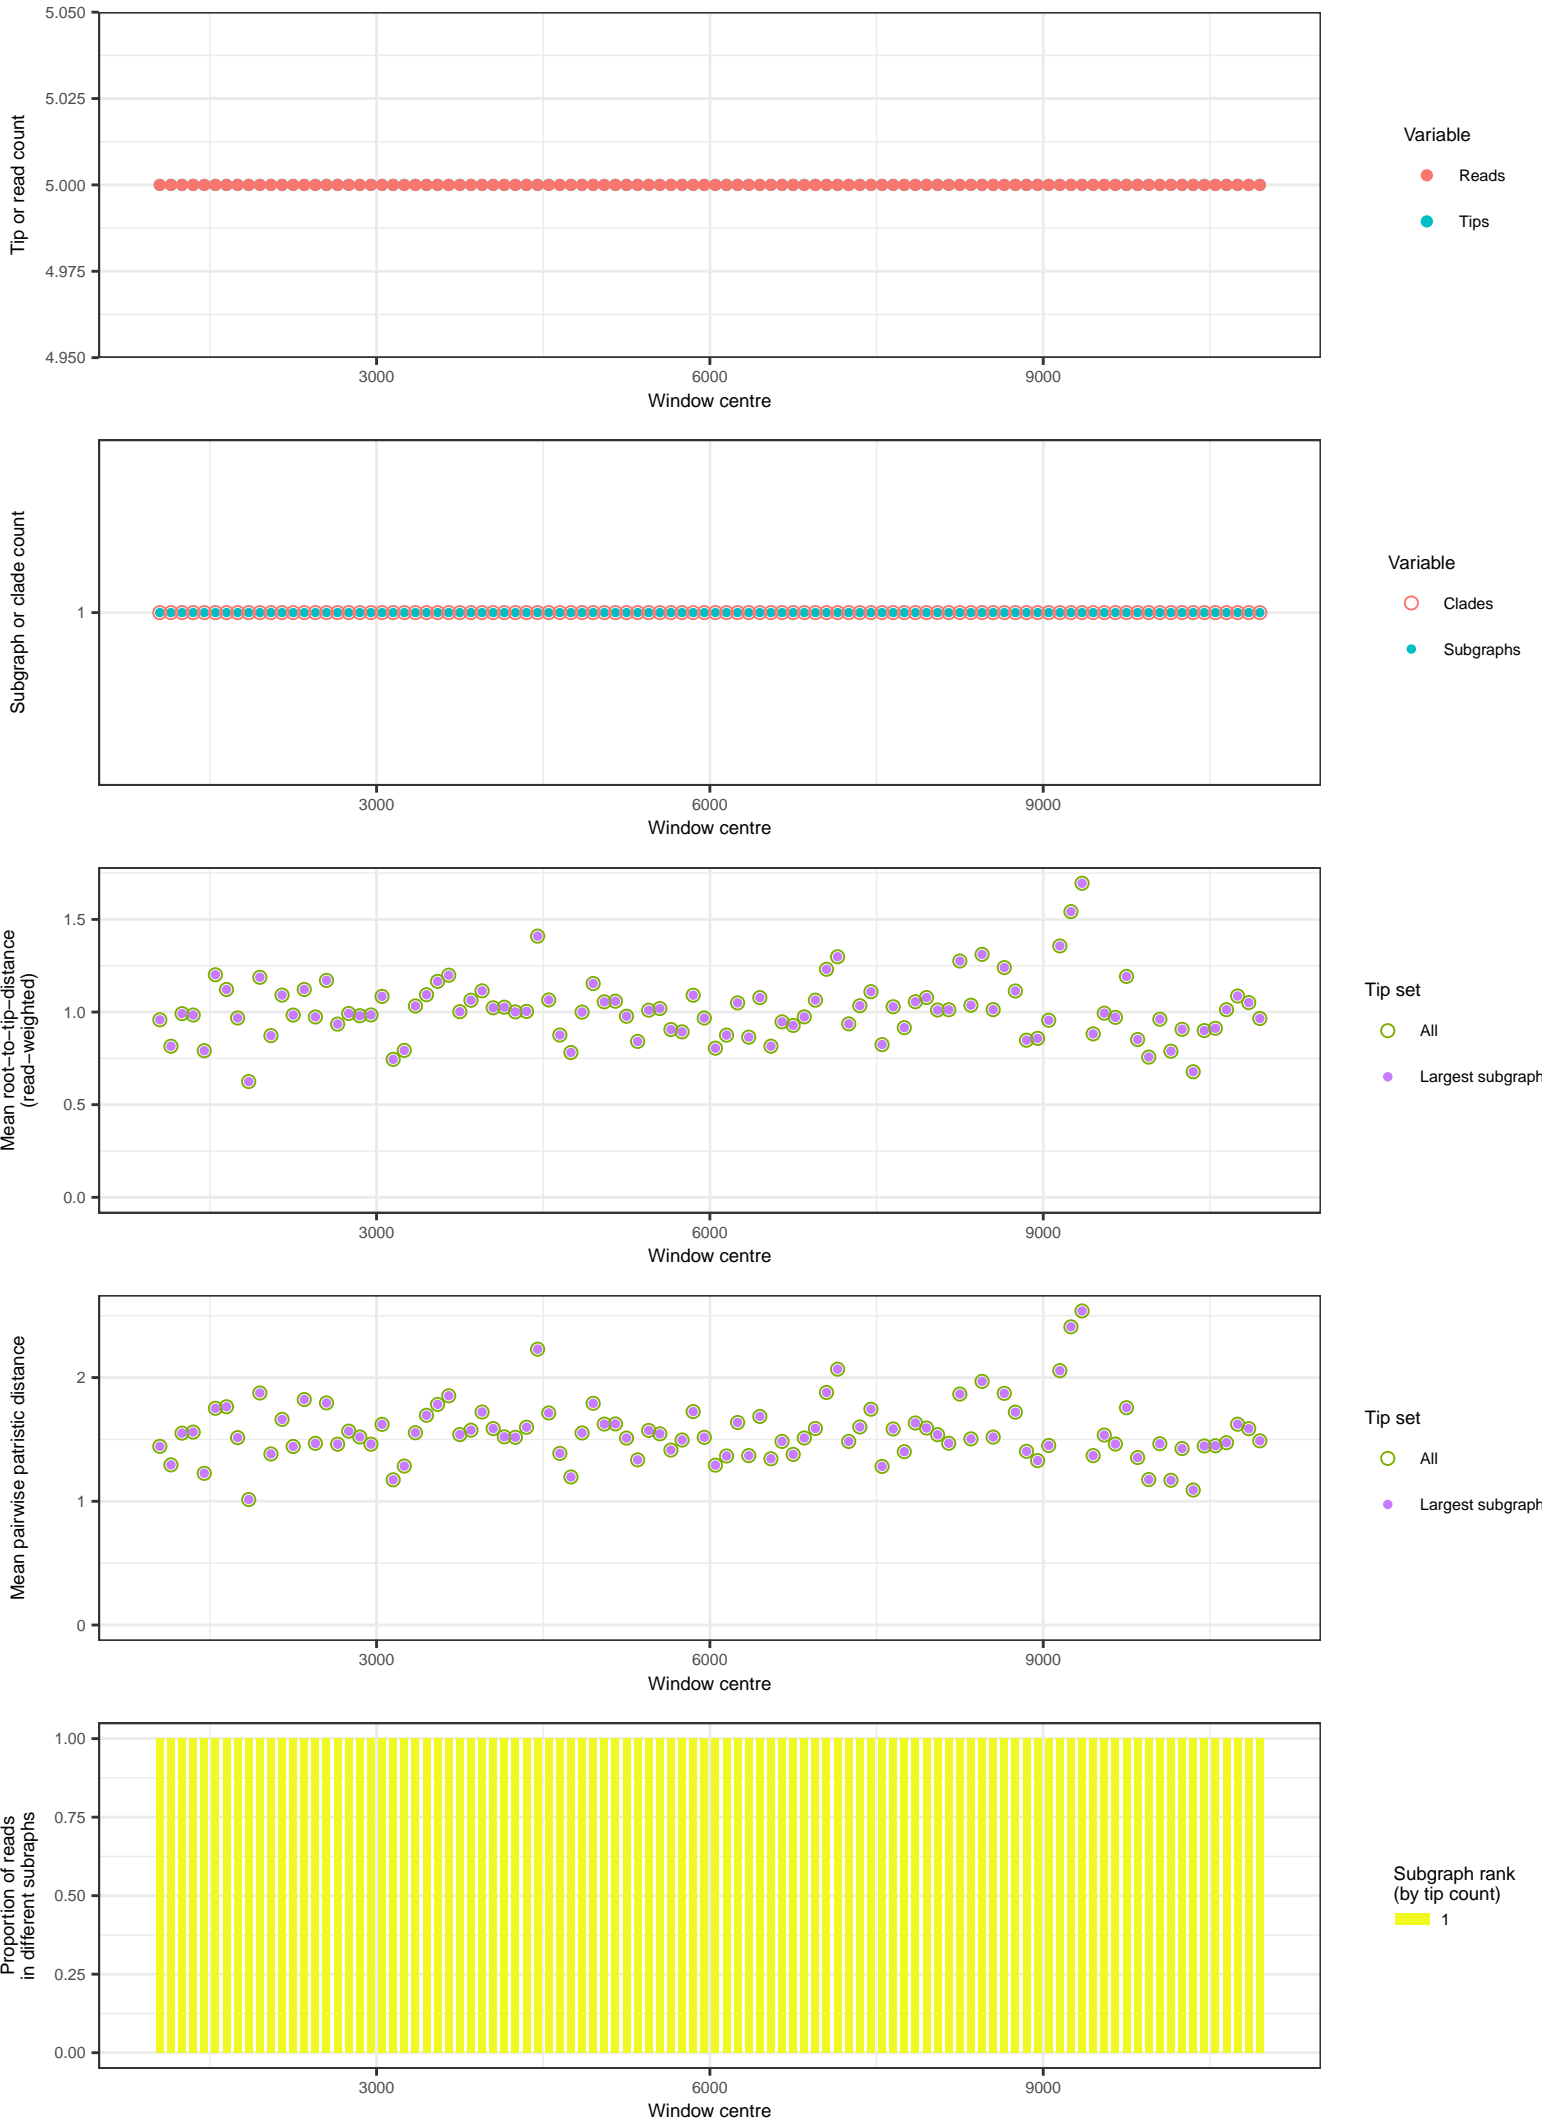 5.050
5.025
5.000
4.975
4.950
Tip or read count
3000 6000 9000
Window centre
Variable
Reads
Tips
Subgraph or clade count
1
3000 6000 9000
Window centre
Variable
Clades
Subgraphs
Mean root−to−tip−distance
(read−weighted)
1.5
1.0
0.5
0.0
3000 6000 9000
Window centre
Tip set
All
Largest subgraph
Mean pairwise patristic distance
2
1
0
3000 6000 9000
Window centre
Tip set
All
Largest subgraph
Proportion of reads
in different subraphs
1.00
0.75
0.50
0.25
0.00
3000 6000 9000
Window centre
Subgraph rank
(by tip count)
1